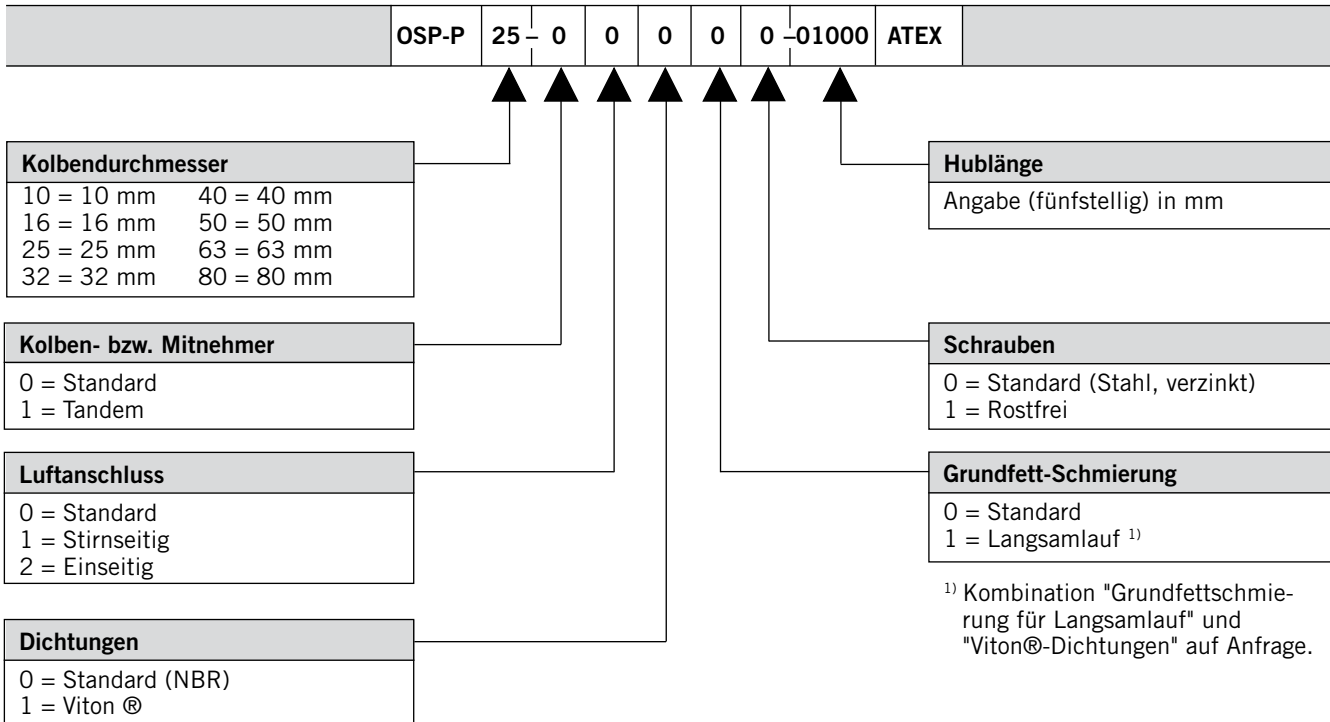 OSP-P 25 – 0 0 0 0 0 –01000 ATEX
Kolbendurchmesser
10 = 10 mm 40 = 40 mm
16 = 16 mm 50 = 50 mm
25 = 25 mm 63 = 63 mm
32 = 32 mm 80 = 80 mm
Kolben- bzw. Mitnehmer
0 = Standard
1 = Tandem
Luftanschluss
0 = Standard
1 = Stirnseitig
2 = Einseitig
Dichtungen
0 = Standard (NBR)
1 = Viton ®
Hublänge
Angabe (fünfstellig) in mm
Schrauben
0 = Standard (Stahl, verzinkt)
1 = Rostfrei
Grundfett-Schmierung
0 = Standard
1 = Langsamlauf 1)
1) Kombination "Grundfettschmie-
rung für Langsamlauf" und
"Viton®-Dichtungen" auf Anfrage.